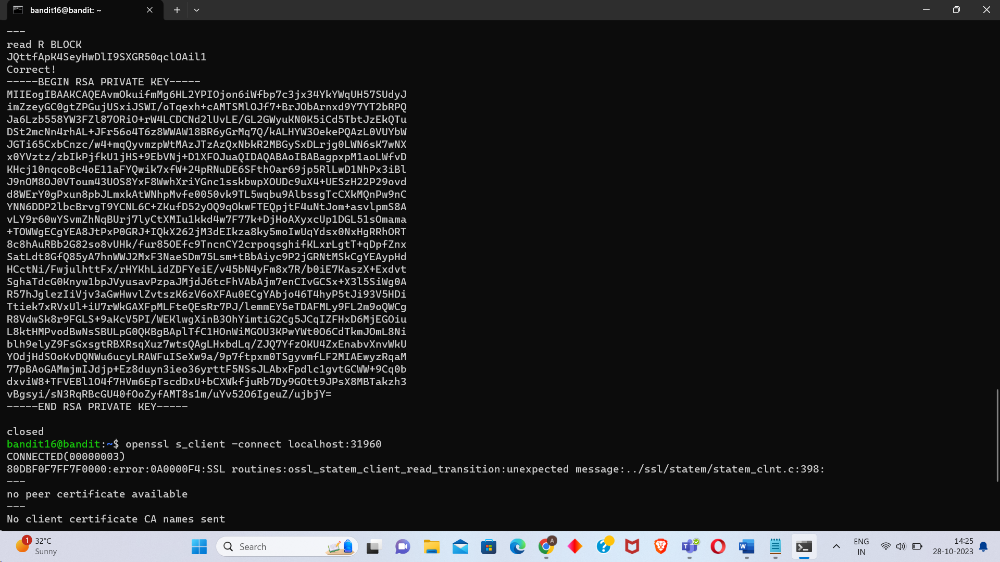 bandit16@bandit: ~
---
read R BLOCK
JQttfApK4SeyHwDlI9SXGR50qclOAil1
Correct!
-----BEGIN RSA PRIVATE KEY-----
MIIEogIBAAKCAQEAvmOkuifmMg6HL2YPIOjon6iWfbp7c3jx34YkYWqUH57SUdyJ
imZzeyGC0gtZPGujUSxiJSWI/oTqexh+cAMTSMlOJf7+BrJObArnxd9Y7YT2bRPQ
Ja6Lzb558YW3FZl87ORiO+rW4LCDCNd2lUvLE/GL2GWyuKN0K5iCd5TbtJzEkQTu
DSt2mcNn4rhAL+JFr56o4T6z8WWAW18BR6yGrMq7Q/kALHYW3OekePQAzL0VUYbW
JGTi65CxbCnzc/w4+mqQyvmzpWtMAzJTzAzQxNbkR2MBGySxDLrjg0LWN6sK7wNX
x0YVztz/zbIkPjfkU1jHS+9EbVNj+D1XFOJuaQIDAQABAoIBABagpxpM1aoLWfvD
KHcj10nqcoBc4oE11aFYQwik7xfW+24pRNuDE6SFthOar69jp5RlLwD1NhPx3iBl
J9nOM8OJ0VToum43UOS8YxF8WwhXriYGnc1sskbwpXOUDc9uX4+UESzH22P29ovd
d8WErY0gPxun8pbJLmxkAtWNhpMvfe0050vk9TL5wqbu9AlbssgTcCXkMQnPw9nC
YNN6DDP2lbcBrvgT9YCNL6C+ZKufD52yOQ9qOkwFTEQpjtF4uNtJom+asvlpmS8A
vLY9r60wYSvmZhNqBUrj7lyCtXMIu1kkd4w7F77k+DjHoAXyxcUp1DGL51sOmama
+TOWWgECgYEA8JtPxP0GRJ+IQkX262jM3dEIkza8ky5moIwUqYdsx0NxHgRRhORT
8c8hAuRBb2G82so8vUHk/fur85OEfc9TncnCY2crpoqsghifKLxrLgtT+qDpfZnx
SatLdt8GfQ85yA7hnWWJ2MxF3NaeSDm75Lsm+tBbAiyc9P2jGRNtMSkCgYEAypHd
HCctNi/FwjulhttFx/rHYKhLidZDFYeiE/v45bN4yFm8x7R/b0iE7KaszX+Exdvt
SghaTdcG0Knyw1bpJVyusavPzpaJMjdJ6tcFhVAbAjm7enCIvGCSx+X3l5SiWg0A
R57hJglezIiVjv3aGwHwvlZvtszK6zV6oXFAu0ECgYAbjo46T4hyP5tJi93V5HDi
Ttiek7xRVxUl+iU7rWkGAXFpMLFteQEsRr7PJ/lemmEY5eTDAFMLy9FL2m9oQWCg
R8VdwSk8r9FGLS+9aKcV5PI/WEKlwgXinB3OhYimtiG2Cg5JCqIZFHxD6MjEGOiu
L8ktHMPvodBwNsSBULpG0QKBgBAplTfC1HOnWiMGOU3KPwYWt0O6CdTkmJOmL8Ni
blh9elyZ9FsGxsgtRBXRsqXuz7wtsQAgLHxbdLq/ZJQ7YfzOKU4ZxEnabvXnvWkU
YOdjHdSOoKvDQNWu6ucyLRAWFuISeXw9a/9p7ftpxm0TSgyvmfLF2MIAEwyzRqaM
77pBAoGAMmjmIJdjp+Ez8duyn3ieo36yrttF5NSsJLAbxFpdlc1gvtGCWW+9Cq0b
dxviW8+TFVEBl1O4f7HVm6EpTscdDxU+bCXWkfjuRb7Dy9GOtt9JPsX8MBTakzh3
vBgsyi/sN3RqRBcGU40fOoZyfAMT8s1m/uYv52O6IgeuZ/ujbjY=
-----END RSA PRIVATE KEY-----
closed
bandit16@bandit:~$ openssl s_client -connect localhost:31960
CONNECTED(00000003)
80DBF0F7FF7F0000:error:0A0000F4:SSL routines:ossl_statem_client_read_transition:unexpected message:../ssl/statem/statem_clnt.c:398:
---
no peer certificate available
---
No client certificate CA names sent
1
32°C
Sunny
Search
A
ENG
IN
14:25
28-10-2023